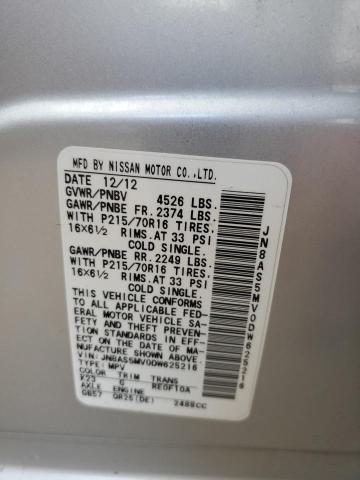 MFD BY NISSAN MOTOR CO.,LTD.
DATE 12/12
GVWR/PNBV 4526 LBS.
GAWR/PNBE FR. 2374 LBS.
WITH P215/70R16 TIRES.
16X6½ RIMS.AT 33 PSI
COLD SINGLE.
GAWR/PNBE RR. 2249 LBS.
WITH P215/70R16 TIRES.
16X6½ RIMS.AT 33 PSI
COLD SINGLE.
THIS VEHICLE CONFORMS
TO ALL APPLICABLE FED-
ERAL MOTOR VEHICLE SA-
FETY AND THEFT PREVEN-
TION STANDARDS IN EFF-
ECT ON THE DATE OF MA-
NUFACTURE SHOWN ABOVE.
VIN: JN8AS5MV0DW625216
TYPE: MPV
COLOR TRIM TRANS
K23 G RE0F10A
AXLE ENGINE
GB57 QR25(DE) 2488CC
JN8AS5MV0DW625216